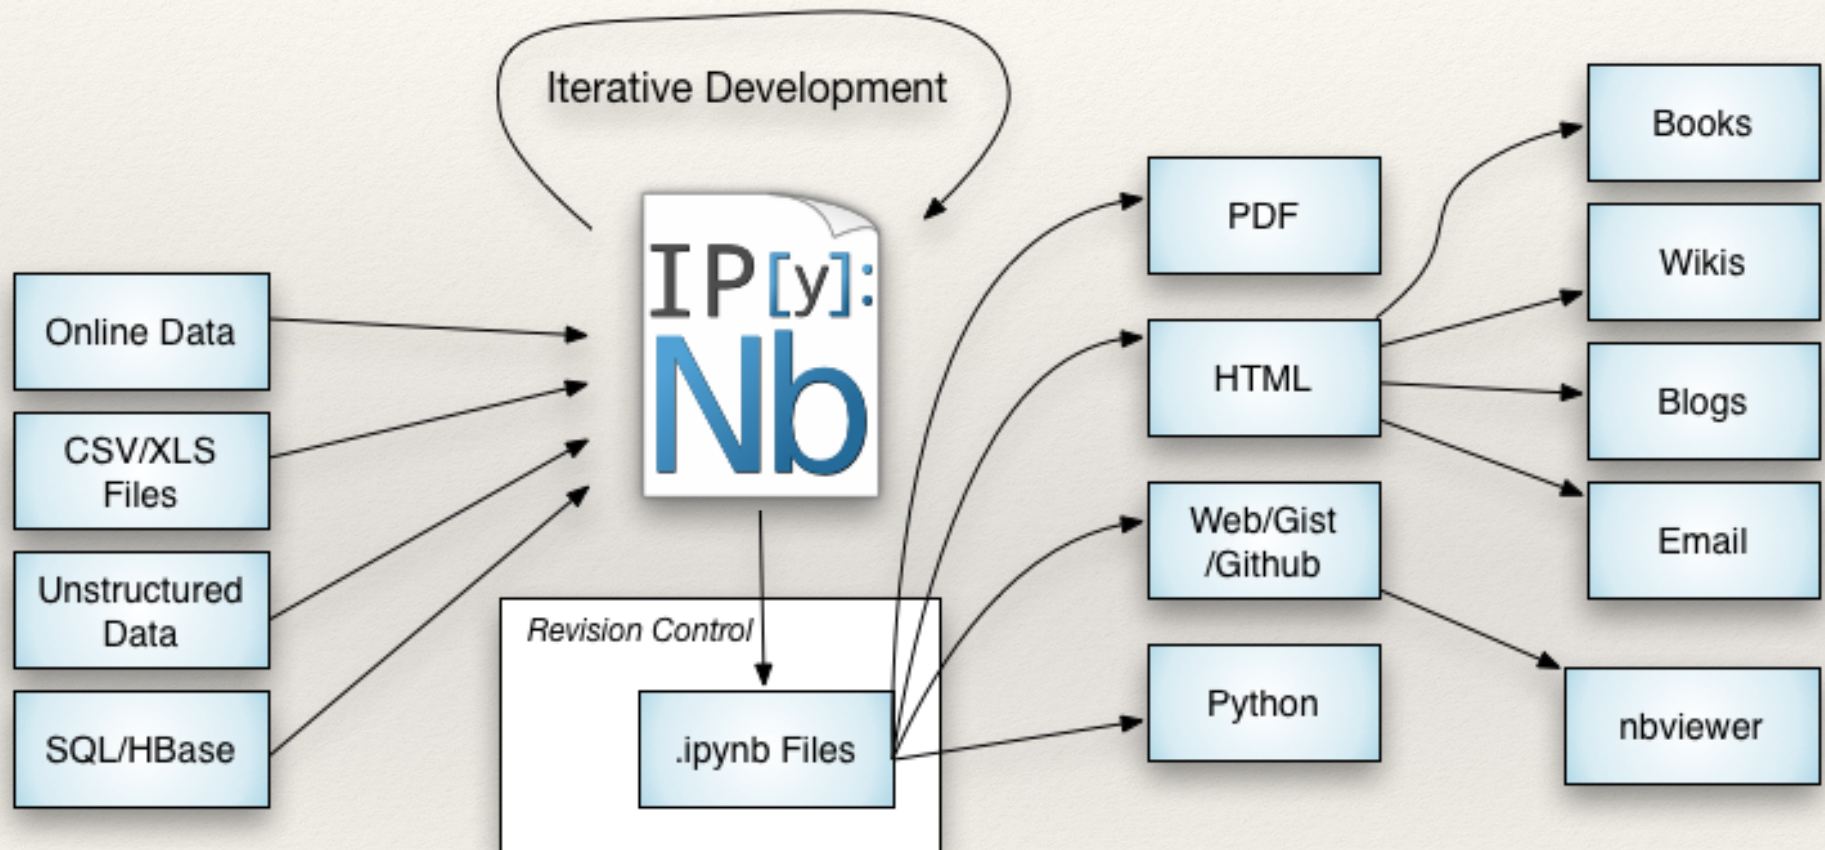 Iterative Development
IP[y]:
Nb
Online Data
CSV/XLS
Files
Unstructured
Data
SQL/HBase
Revision Control
.ipynb Files
PDF
HTML
Web/Gist
/Github
Python
Books
Wikis
Blogs
Email
nbviewer